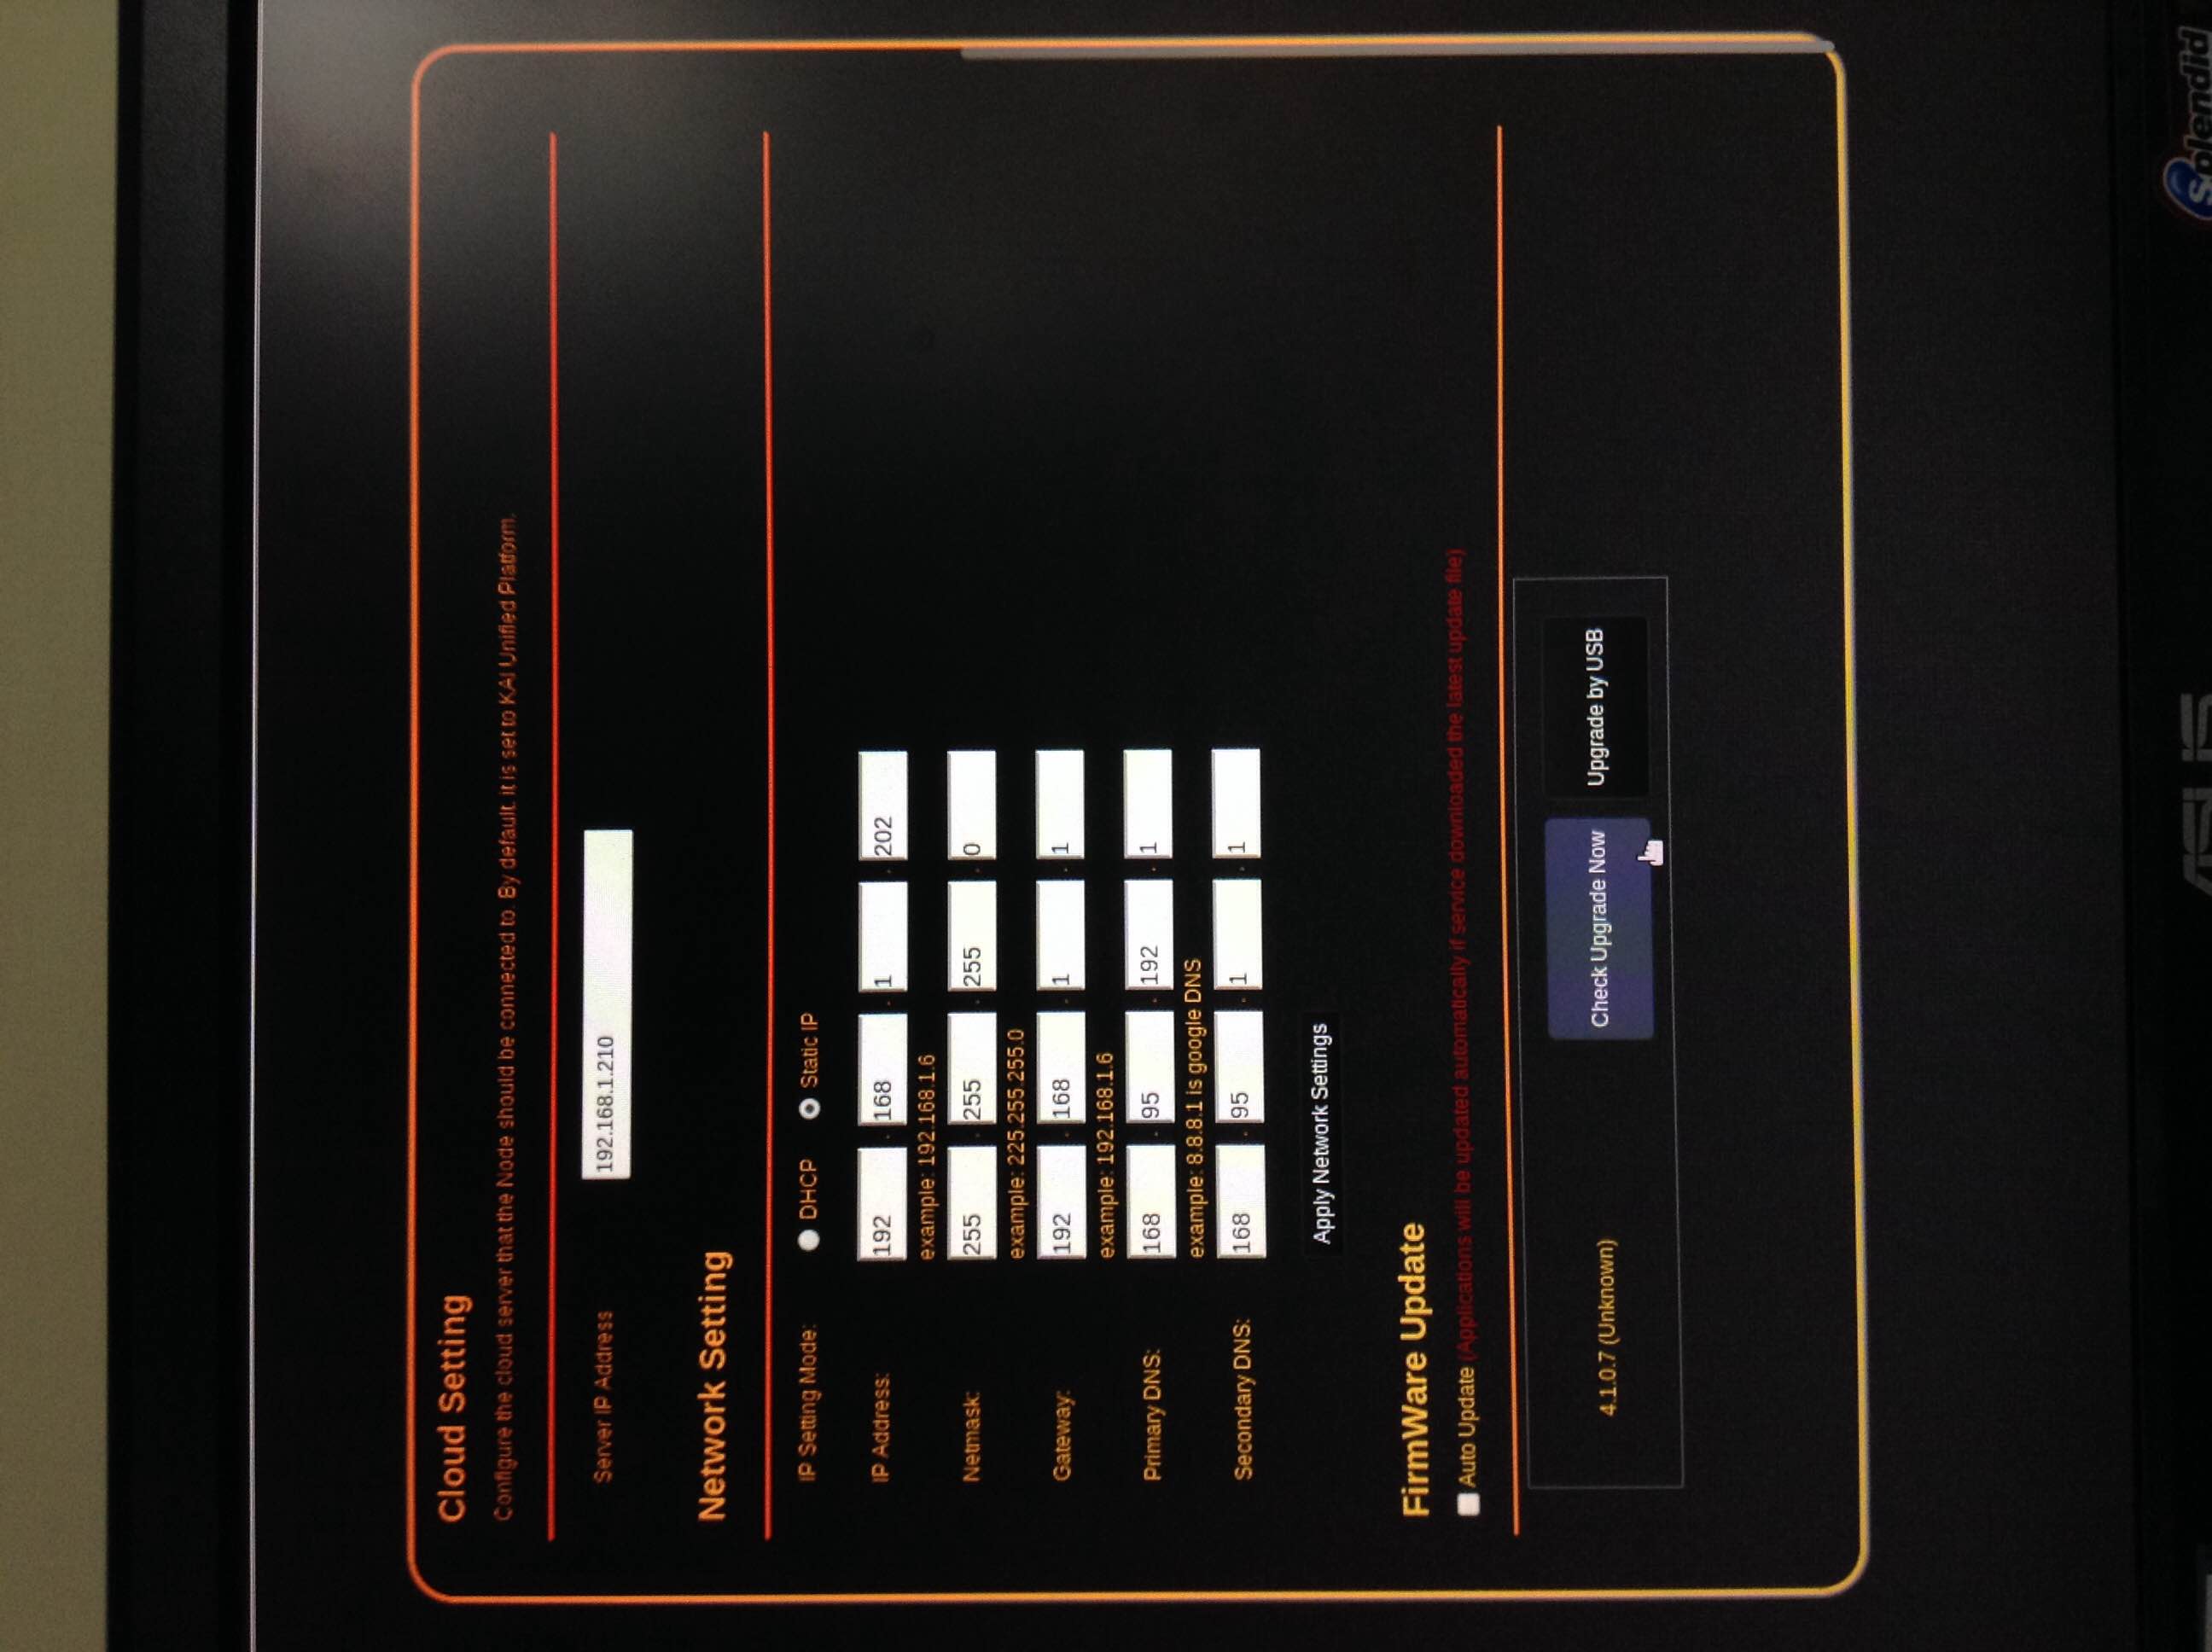 Cloud Setting
Configure the cloud server that the Node should be connected to. By default, it is set to KAI Unified Platform.
Server IP Address 192.168.1.210
Network Setting
IP Setting Mode: DHCP Static IP
IP Address: 192 . 168 . 1 . 202
example: 192.168.1.6
Netmask: 255 . 255 . 255 . 0
example: 225.255.255.0
Gateway: 192 . 168 . 1 . 1
example: 192.168.1.6
Primary DNS: 168 . 95 . 192 . 1
example: 8.8.8.1 is google DNS
Secondary DNS: 168 . 95 . 1 . 1
Apply Network Settings
FirmWare Update
Auto Update (Applications will be updated automatically if service downloaded the latest update file)
4.1.0.7 (Unknown) Check Upgrade Now Upgrade by USB
ASUS Splendid